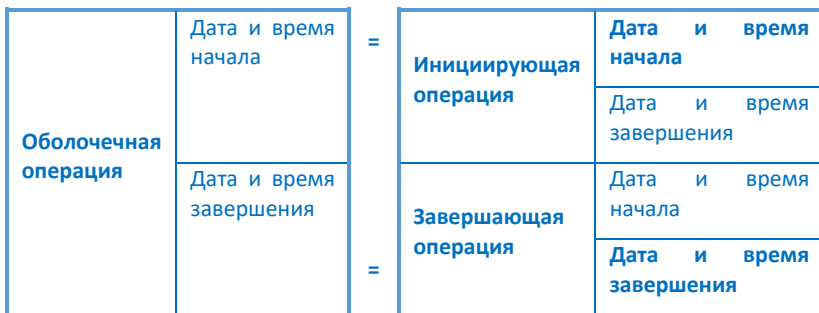 Оболочечная
операция
Дата и время
начала
Дата и время
завершения
=
=
Инициирующая
операция
Дата и время
начала
Дата и время
завершения
Завершающая
операция
Дата и время
начала
Дата и время
завершения